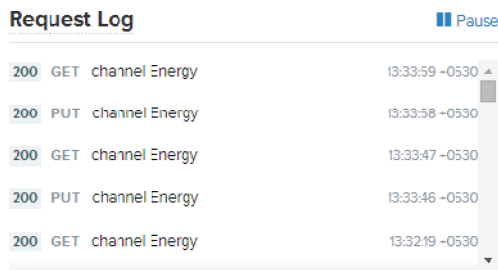 Request Log
Pause
200 GET channel Energy 13:33:59 +0530
200 PUT channel Energy 13:33:58 +0530
200 GET channel Energy 13:33:47 +0530
200 PUT channel Energy 13:33:46 +0530
200 GET channel Energy 13:32:19 +0530